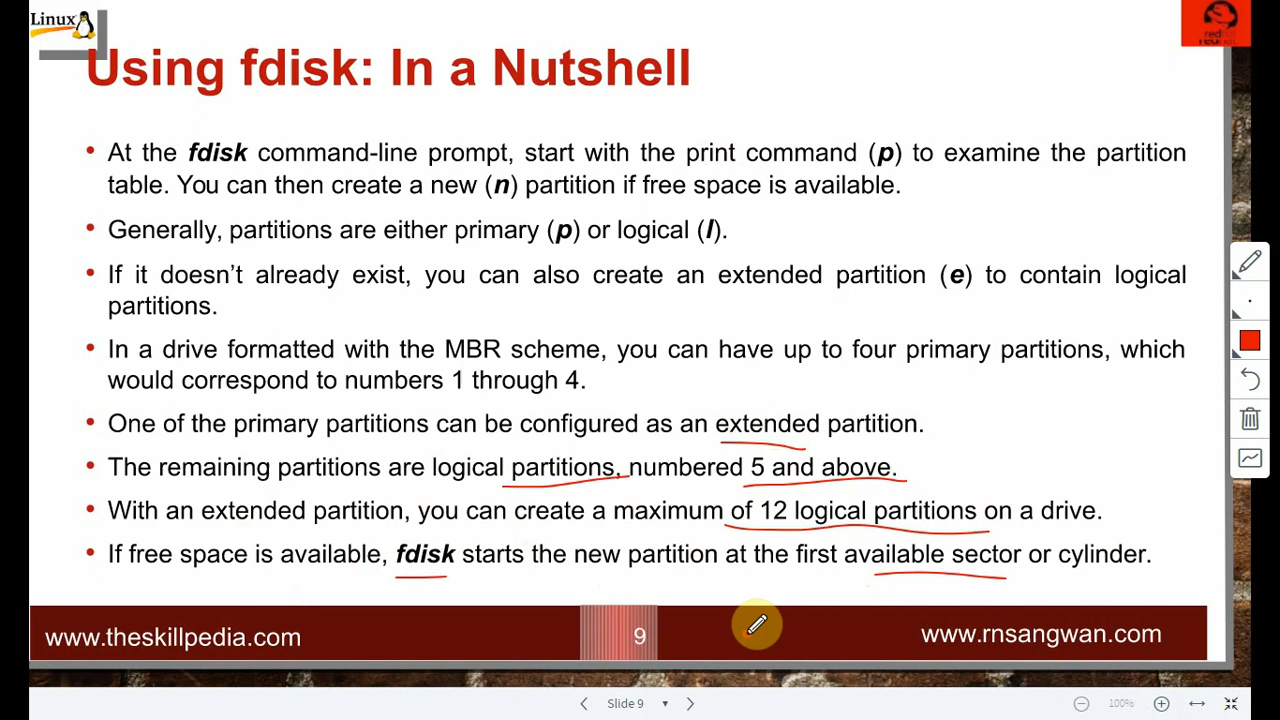 Linux
redhat
Using fdisk: In a Nutshell
• At the fdisk command-line prompt, start with the print command (p) to examine the partition
table. You can then create a new (n) partition if free space is available.
• Generally, partitions are either primary (p) or logical (l).
• If it doesn't already exist, you can also create an extended partition (e) to contain logical
partitions.
• In a drive formatted with the MBR scheme, you can have up to four primary partitions, which
would correspond to numbers 1 through 4.
• One of the primary partitions can be configured as an extended partition.
• The remaining partitions are logical partitions, numbered 5 and above.
• With an extended partition, you can create a maximum of 12 logical partitions on a drive.
• If free space is available, fdisk starts the new partition at the first available sector or cylinder.
www.theskillpedia.com
9
www.rnsangwan.com
Slide 9
100%